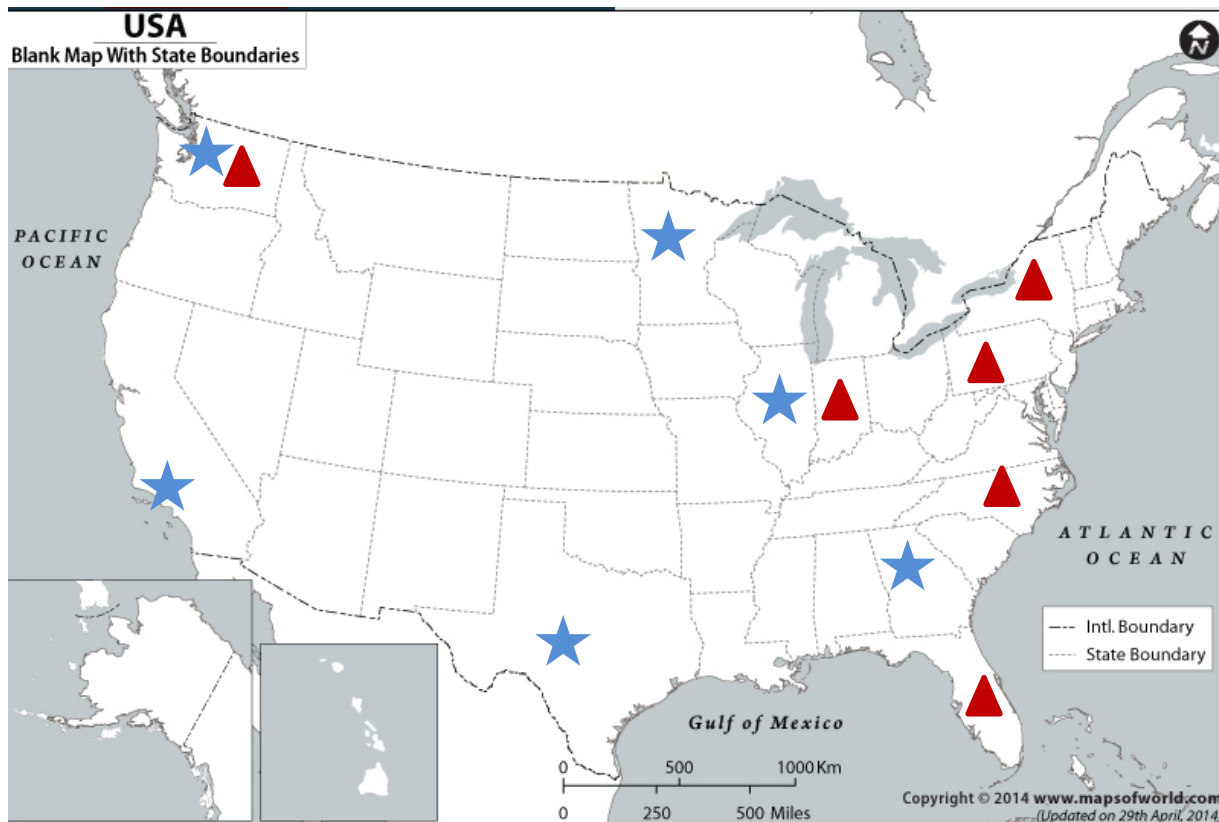 USA
Blank Map With State Boundaries
N
PACIFIC
OCEAN
ATLANTIC
OCEAN
Intl. Boundary
State Boundary
Gulf of Mexico
0 500 1000 Km
0 250 500 Miles
Copyright © 2014 www.mapsofworld.com
(Updated on 29th April, 2014